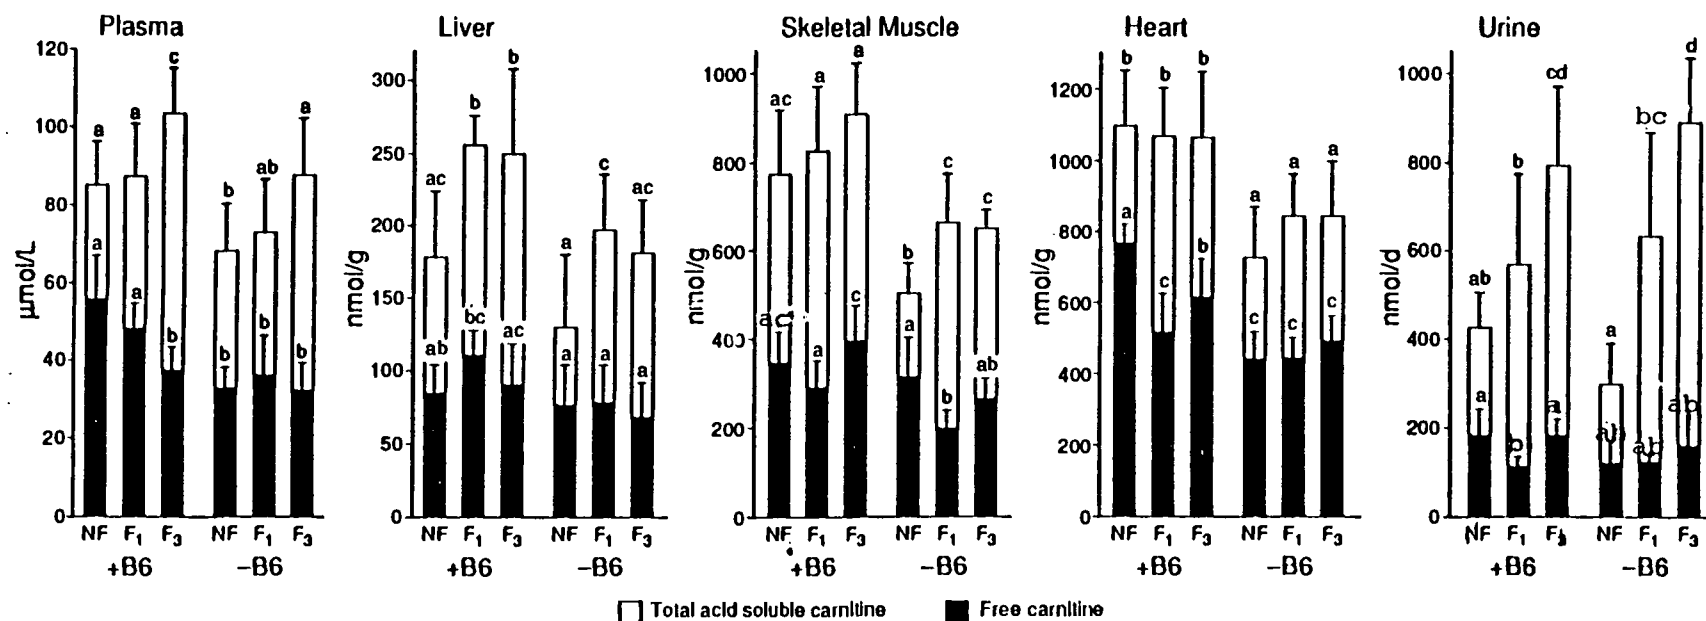 Plasma
µmol/L
120
100
80
60
40
20
0
a
a
c
b
ab
a
a
a
b
b
b
b
NF F₁ F₃ NF F₁ F₃
+B6 −B6
Liver
nmol/g
300
250
200
150
100
50
0
ac
b
b
a
c
ac
ab
bc
ac
a
a
a
NF F₁ F₃ NF F₁ F₃
+B6 −B6
Skeletal Muscle
nmol/g
1000
800
600
400
200
0
ac
a
a
b
c
c
a
c
a
b
ab
NF F₁ F₃ NF F₁ F₃
+B6 −B6
Heart
nmol/g
1200
1000
800
600
400
200
0
b
b
b
a
a
a
a
c
b
c
c
c
NF F₁ F₃ NF F₁ F₃
+B6 −B6
Urine
nmol/d
1000
800
600
400
200
0
ab
b
cd
a
bc
d
a
b
a
ab
ab
ab
NF F₁ F₃ NF F₁ F₃
+B6 −B6
Total acid soluble carnitine Free carnitine